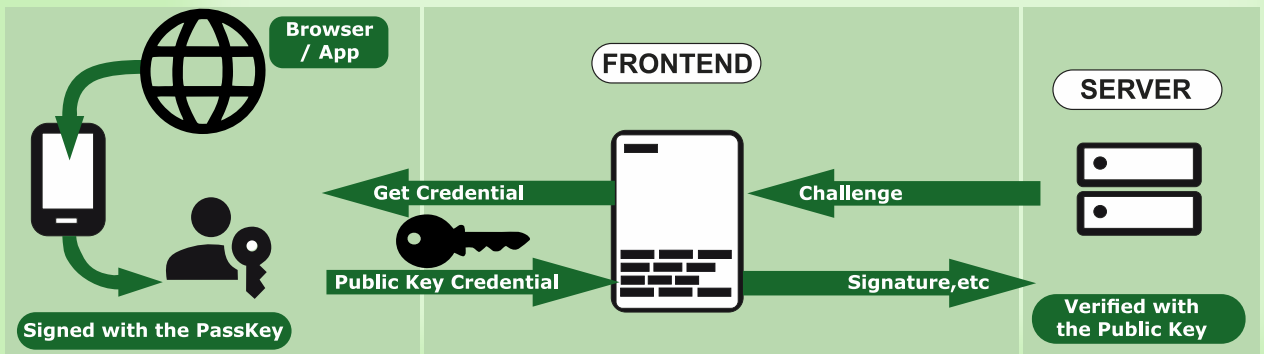 Browser
/ App
FRONTEND
SERVER
Get Credential
Challenge
Public Key Credential
Signature,etc
Signed with the PassKey
Verified with
the Public Key